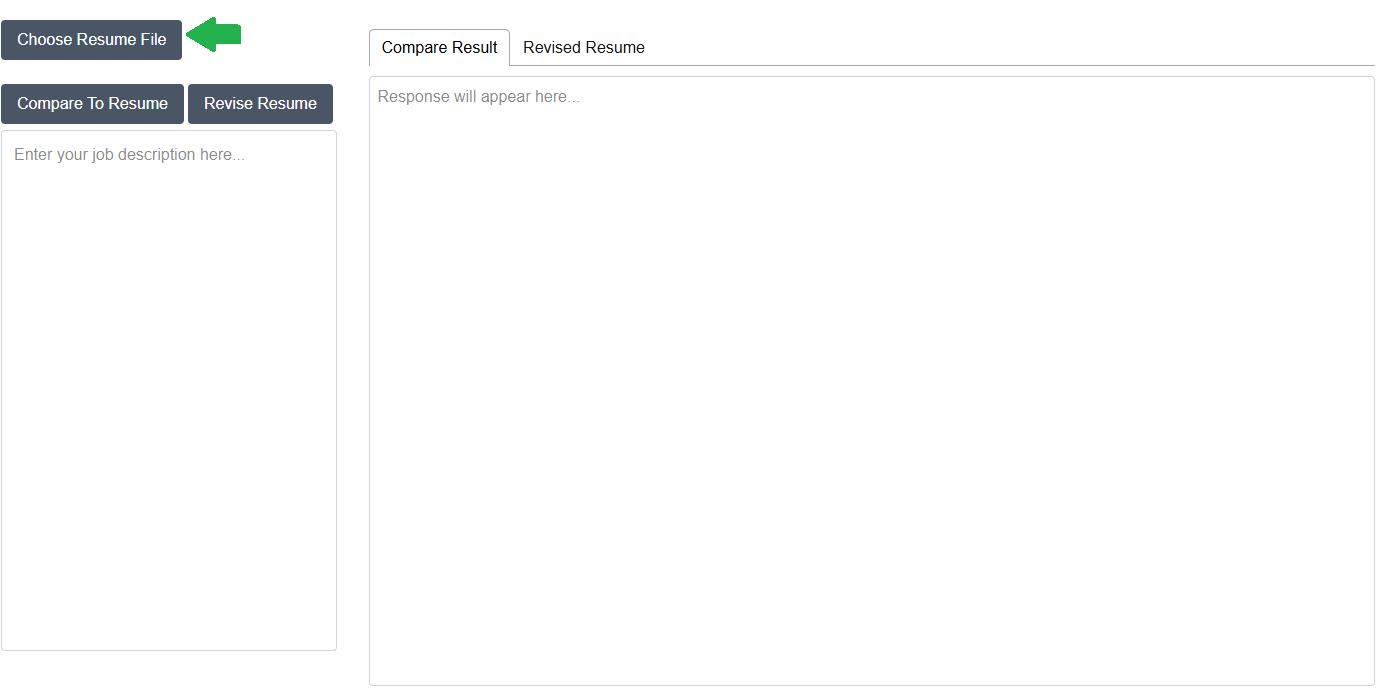 Choose Resume File
Compare To Resume
Revise Resume
Enter your job description here...
Compare Result
Revised Resume
Response will appear here...